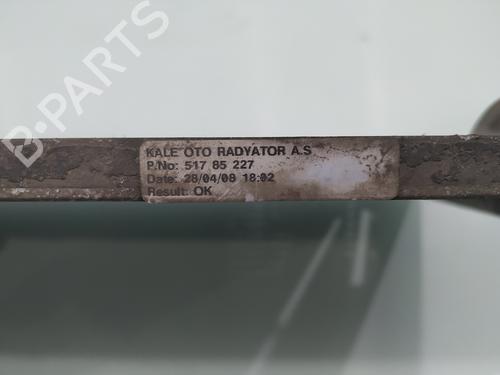 KALE OTO RADYATOR A.S
P.No: 517 85 227
Date: 28/04/08 18:02
Result: OK
B-PARTS